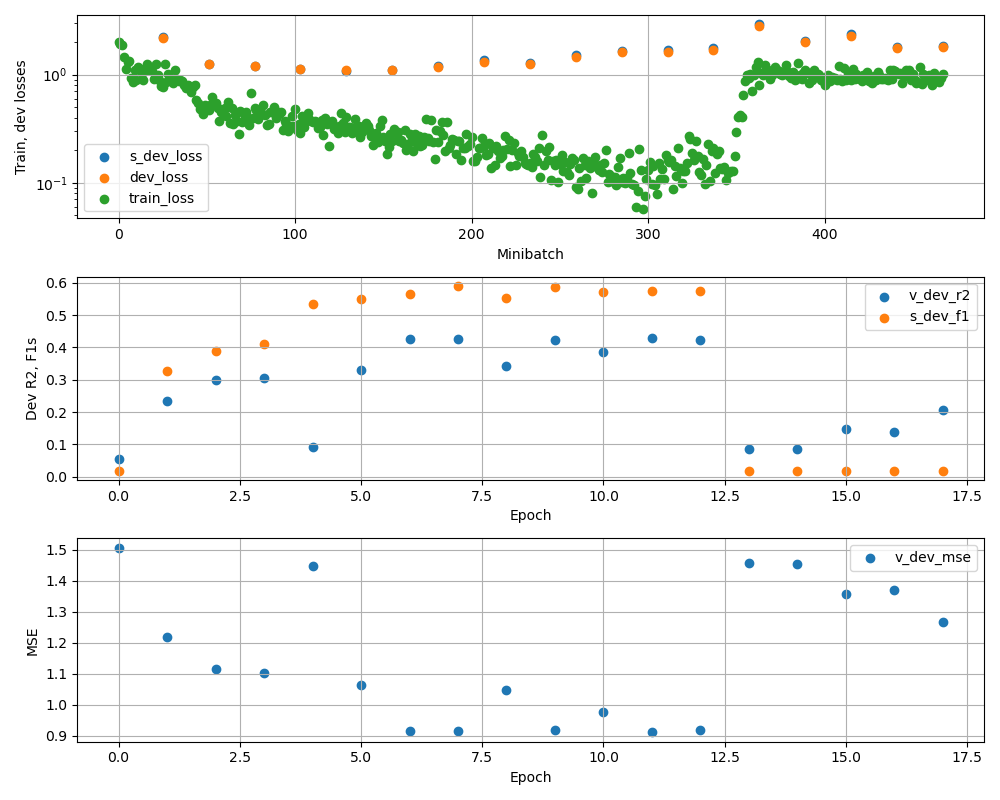 Train, dev losses
10⁰
10⁻¹
s_dev_loss
dev_loss
train_loss
0 100 200 300 400
Minibatch
Dev R2, F1s
0.6
0.5
0.4
0.3
0.2
0.1
0.0
v_dev_r2
s_dev_f1
0.0 2.5 5.0 7.5 10.0 12.5 15.0 17.5
Epoch
MSE
1.5
1.4
1.3
1.2
1.1
1.0
0.9
v_dev_mse
0.0 2.5 5.0 7.5 10.0 12.5 15.0 17.5
Epoch